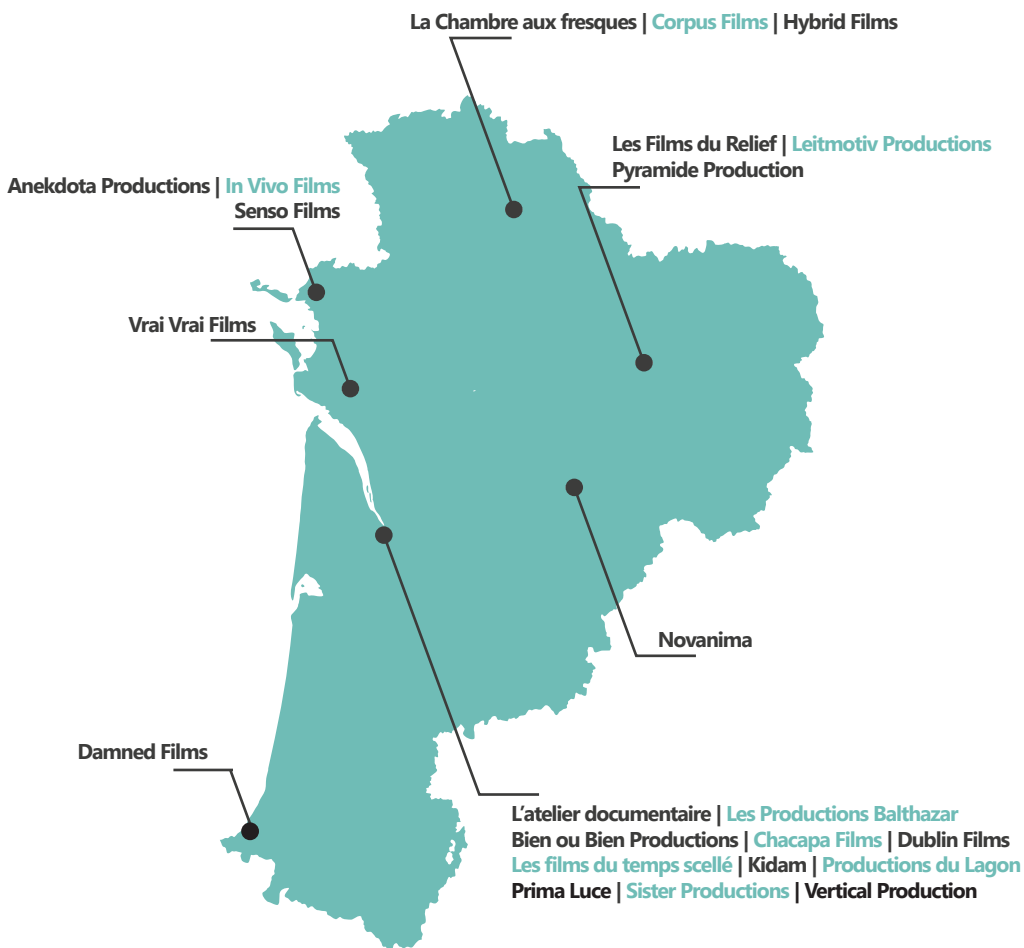 La Chambre aux fresques | Corpus Films | Hybrid Films
Les Films du Relief | Leitmotiv Productions
Pyramide Production
Anekdota Productions | In Vivo Films
Senso Films
Vrai Vrai Films
Novanima
Damned Films
L'atelier documentaire | Les Productions Balthazar
Bien ou Bien Productions | Chacapa Films | Dublin Films
Les films du temps scellé | Kidam | Productions du Lagon
Prima Luce | Sister Productions | Vertical Production